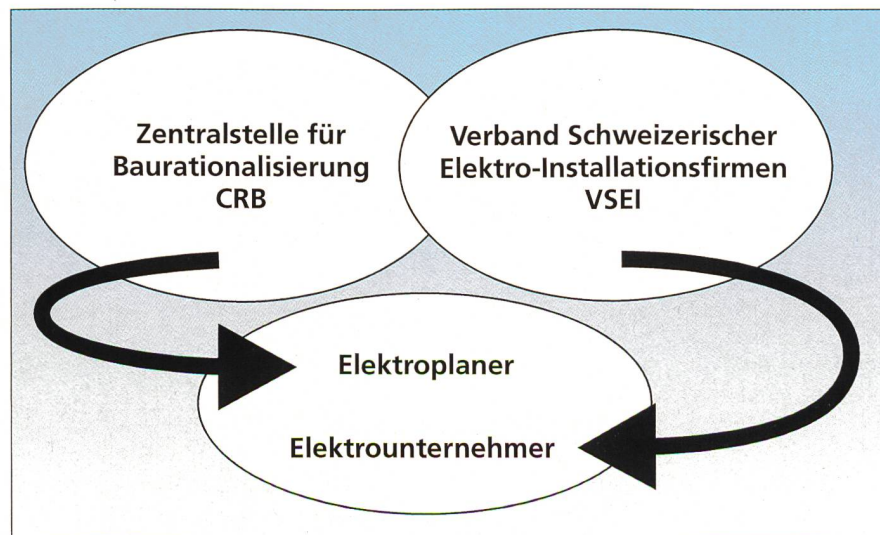 Zentralstelle für
Baurationalisierung
CRB
Verband Schweizerischer
Elektro-Installationsfirmen
VSEI
Elektroplaner
Elektrounternehmer